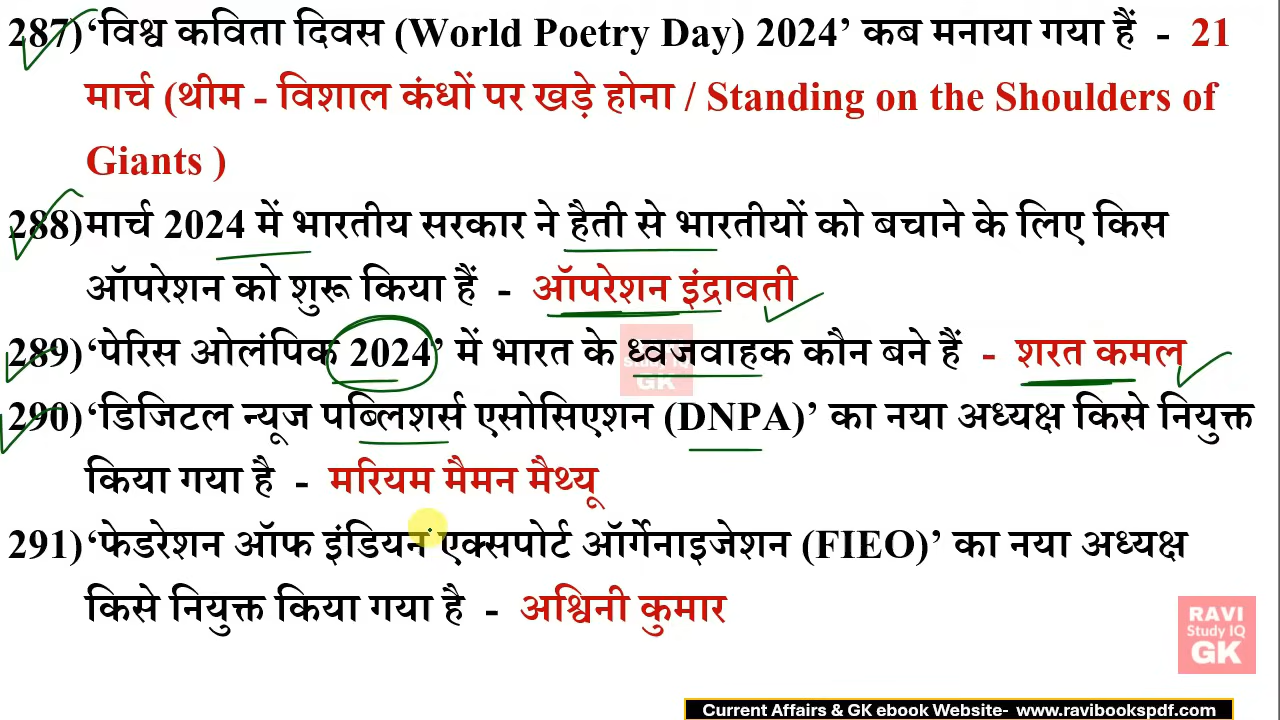 287)‘विश्व कविता दिवस (World Poetry Day) 2024’ कब मनाया गया हैं - 21
मार्च (थीम - विशाल कंधों पर खड़े होना / Standing on the Shoulders of
Giants )
288)मार्च 2024 में भारतीय सरकार ने हैती से भारतीयों को बचाने के लिए किस
ऑपरेशन को शुरू किया हैं - ऑपरेशन इंद्रावती
289)‘पेरिस ओलंपिक 2024’ में भारत के ध्वजवाहक कौन बने हैं - शरत कमल
Study IQ
GK
290)‘डिजिटल न्यूज पब्लिशर्स एसोसिएशन (DNPA)’ का नया अध्यक्ष किसे नियुक्त
किया गया है - मरियम मैमन मैथ्यू
291)‘फेडरेशन ऑफ इंडियन एक्सपोर्ट ऑर्गेनाइजेशन (FIEO)’ का नया अध्यक्ष
किसे नियुक्त किया गया है - अश्विनी कुमार
RAVI
Study IQ
GK
Current Affairs & GK ebook Website- www.ravibookspdf.com